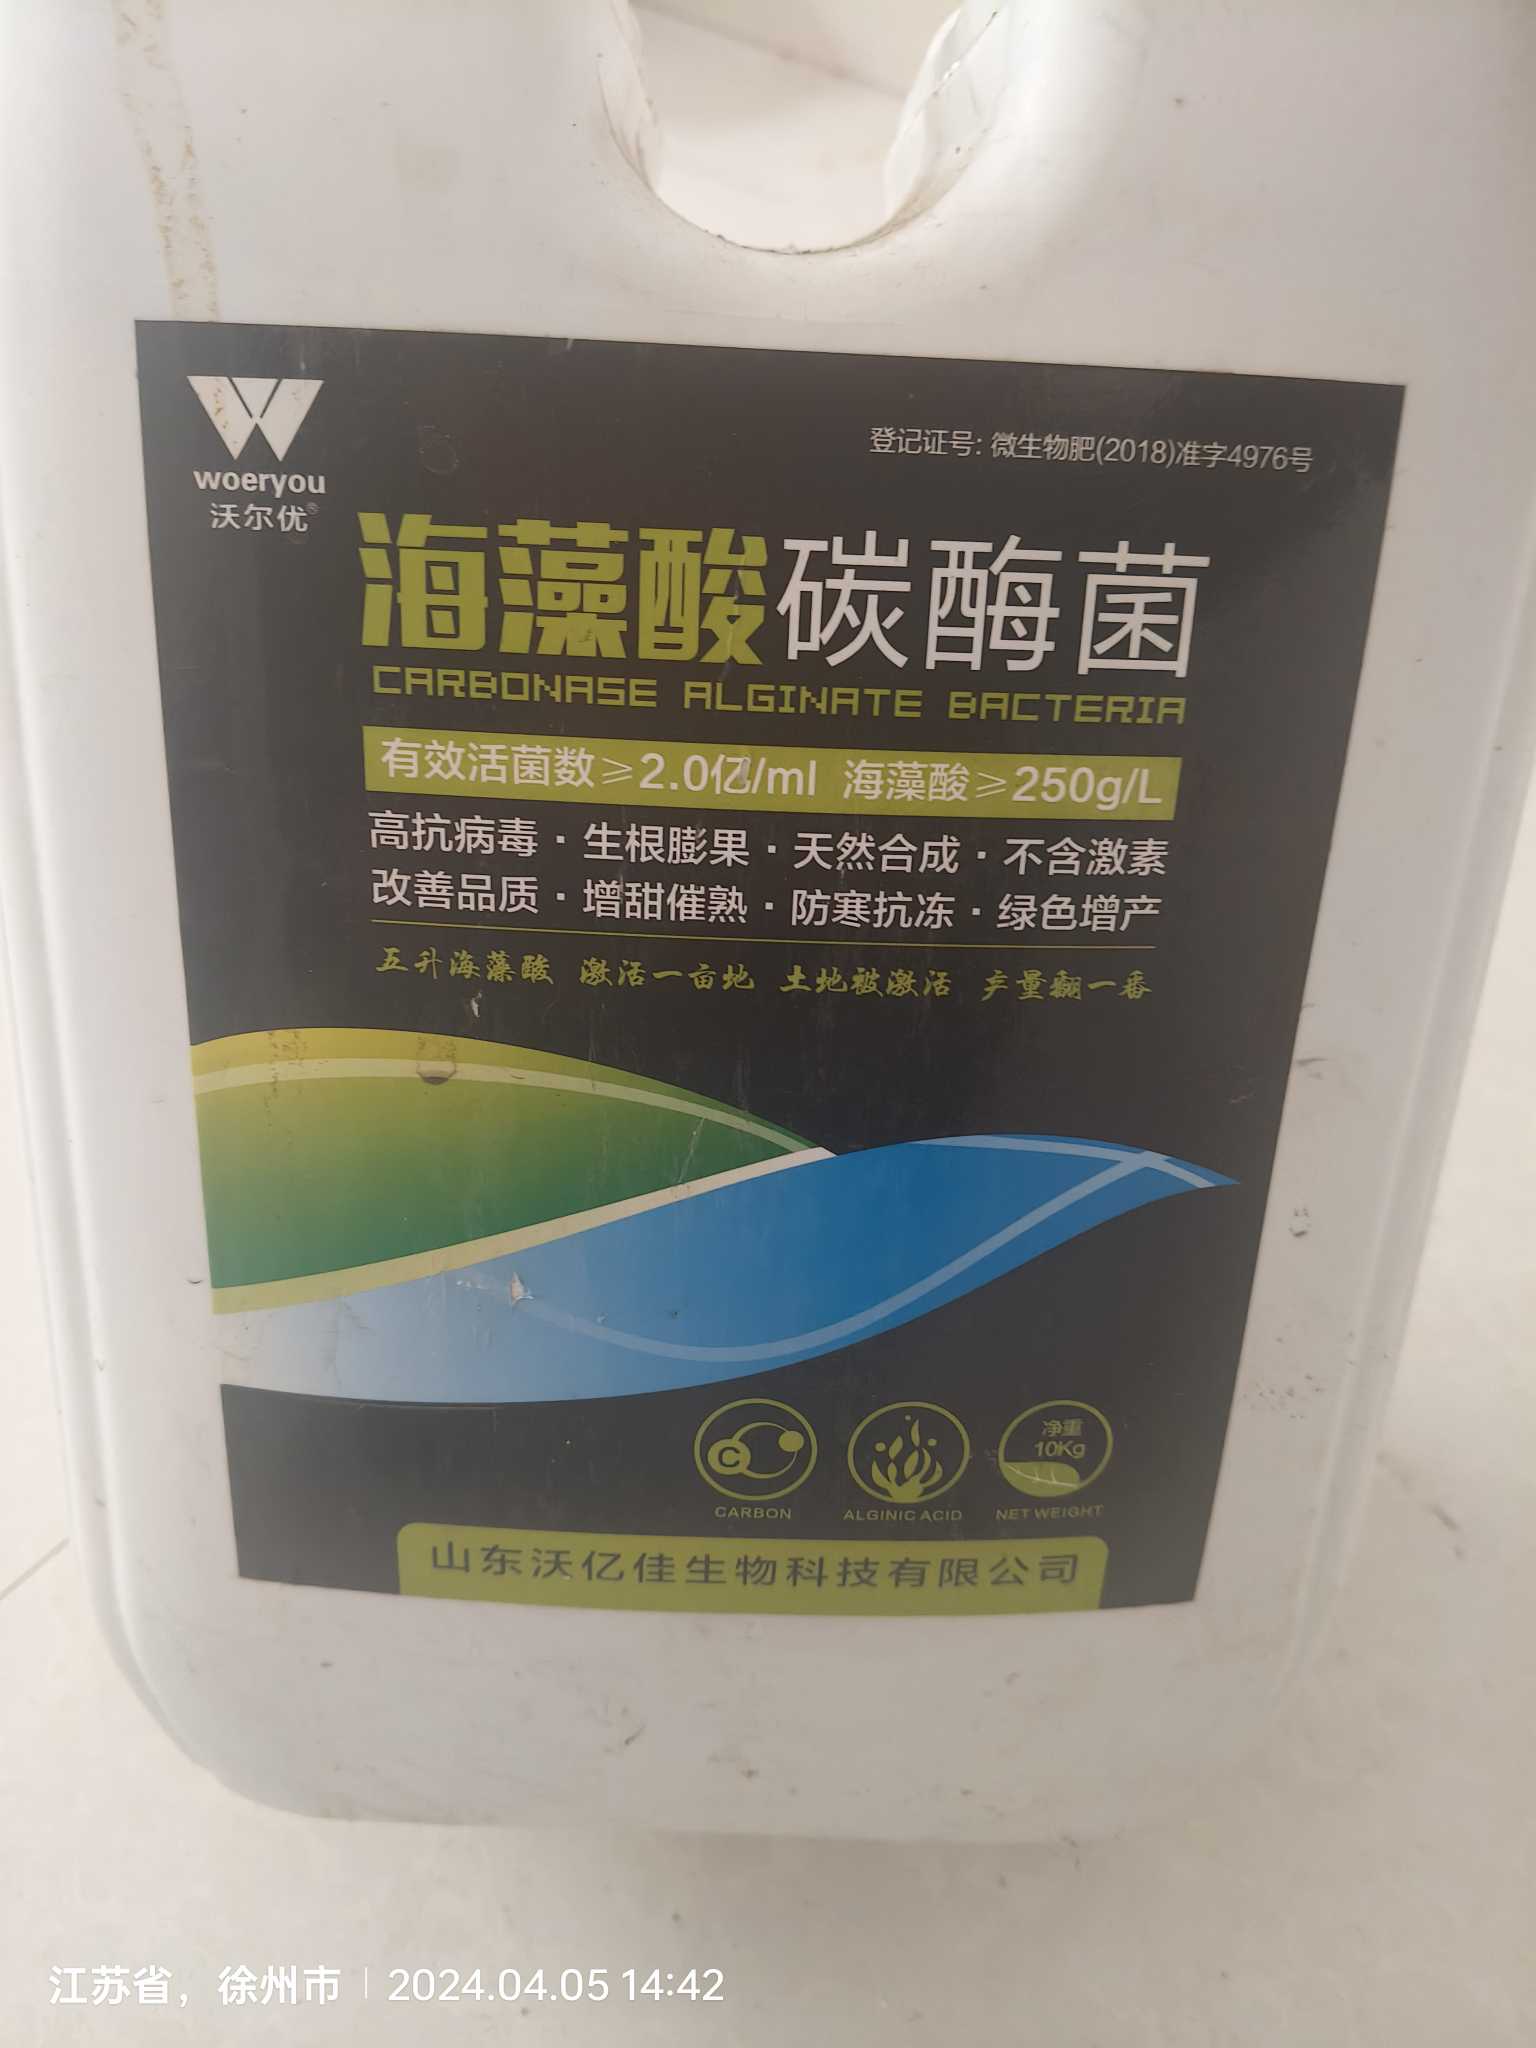 woeryou
沃尔优®
登记证号: 微生物肥(2018)准字4976号
海藻酸碳酶菌
CARBONASE ALGINATE BACTERIA
有效活菌数≥2.0亿/ml 海藻酸≥250g/L
高抗病毒·生根膨果·天然合成·不含激素
改善品质·增甜催熟·防寒抗冻·绿色增产
五升海藻酸 激活一亩地 土地被激活 产量翻一番
C
净重
10Kg
CARBON ALGINIC ACID NET WEIGHT
山东沃亿佳生物科技有限公司
江苏省，徐州市 | 2024.04.05 14:42